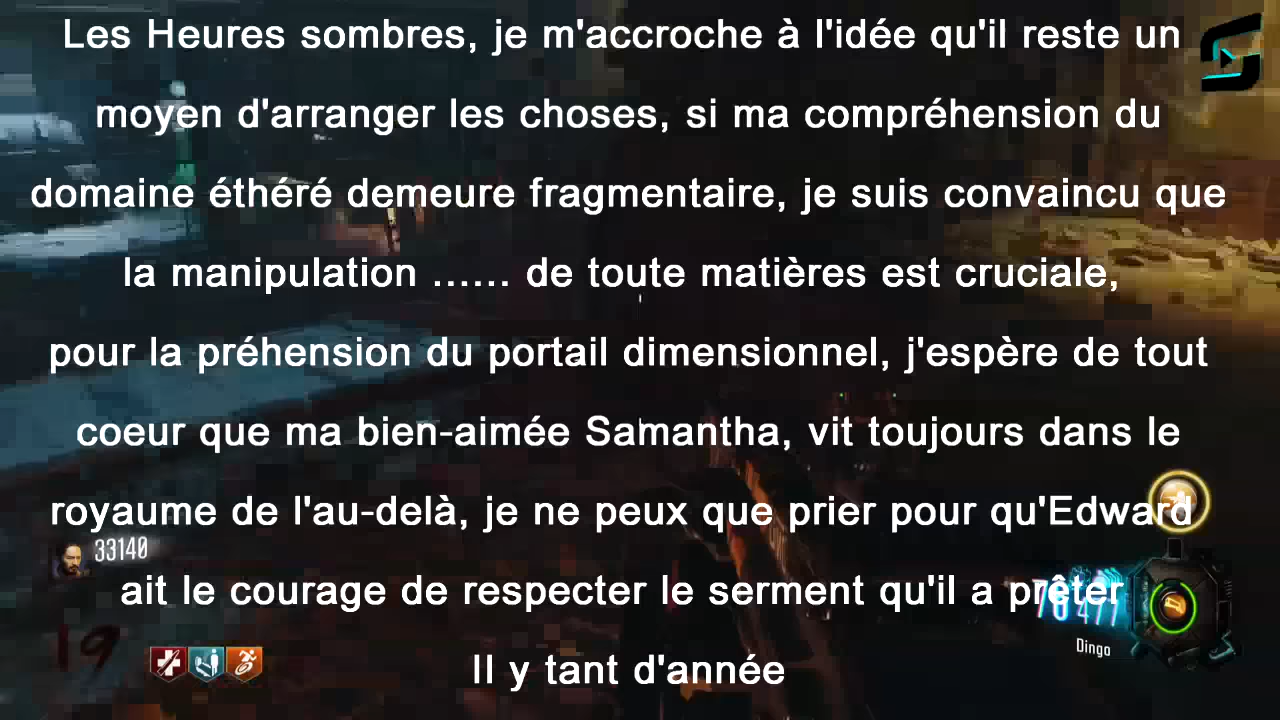 Les Heures sombres, je m'accroche à l'idée qu'il reste un
moyen d'arranger les choses, si ma compréhension du
domaine éthéré demeure fragmentaire, je suis convaincu que
la manipulation ...... de toute matières est cruciale,
pour la préhension du portail dimensionnel, j'espère de tout
coeur que ma bien-aimée Samantha, vit toujours dans le
royaume de l'au-delà, je ne peux que prier pour qu'Edward
33140
ait le courage de respecter le serment qu'il a prêter
Dingo
19
Il y tant d'année